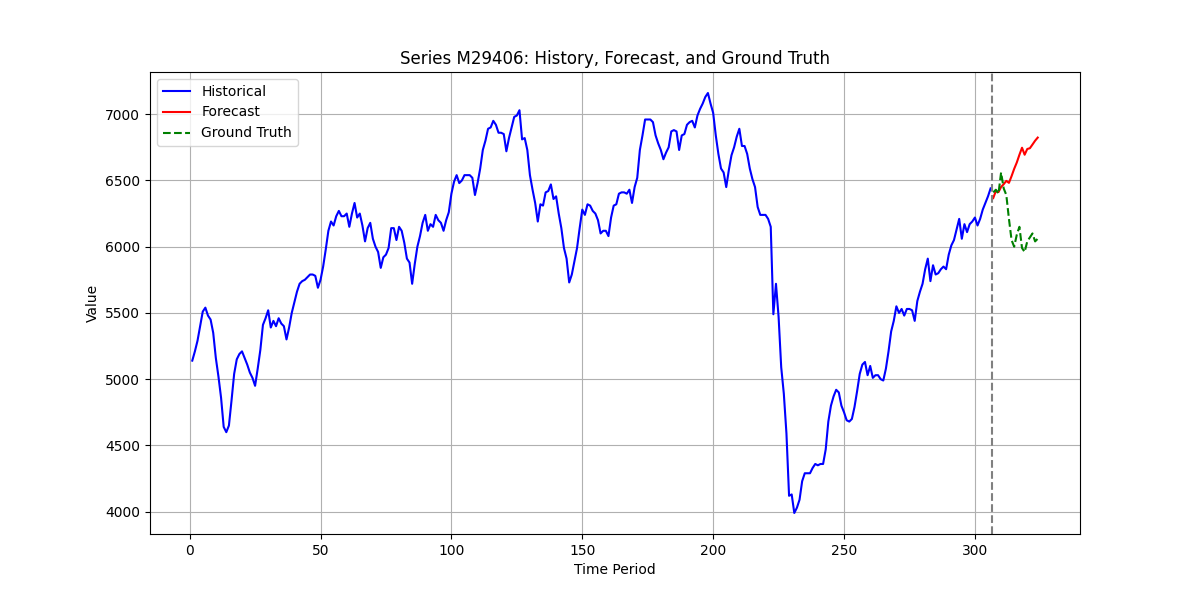 Series M29406: History, Forecast, and Ground Truth
Historical
Forecast
Ground Truth
7000
6500
6000
5500
5000
4500
4000
Value
0 50 100 150 200 250 300
Time Period